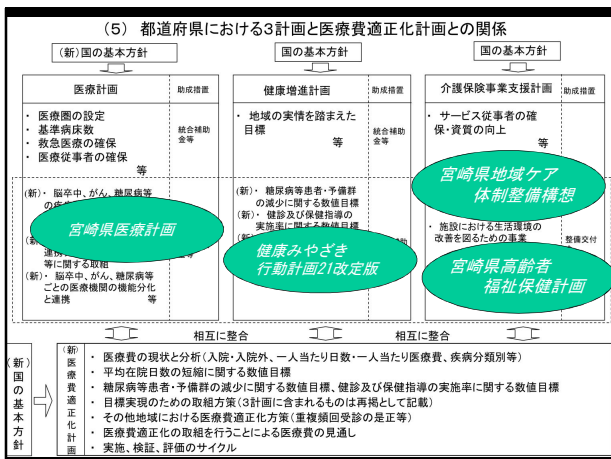 （５） 都道府県における３計画と医療費適正化計画との関係
（新）国の基本方針
国の基本方針
国の基本方針
医療計画
助成措置
・ 医療圏の設定
・ 基準病床数
・ 救急医療の確保
・ 医療従事者の確保
等
統合補助
金等
（新）・ 脳卒中、がん、糖尿病等
宮崎県医療計画
等に関する取組
（新）・ 脳卒中、がん、糖尿病等
ごとの医療機関の機能分化
と連携 等
健康増進計画
助成措置
・ 地域の実情を踏まえた
目標
等
統合補助
金等
（新）・ 糖尿病等患者・予備群
の減少に関する数値目標
（新）・ 健診及び保健指導の
実施率に関する数値目標
健康みやざき
行動計画21改定版
介護保険事業支援計画
助成措置
・ サービス従事者の確
保・資質の向上
等
宮崎県地域ケア
体制整備構想
・ 施設における生活環境の
改善を図るための事業
整備交付
宮崎県高齢者
福祉保健計画
相互に整合
相互に整合
（新）国の基本方針
（新）医療費適正化計画
・ 医療費の現状と分析（入院・入院外、一人当たり日数・一人当たり医療費、疾病分類別等）
・ 平均在院日数の短縮に関する数値目標
・ 糖尿病等患者・予備群の減少に関する数値目標、健診及び保健指導の実施率に関する数値目標
・ 目標実現のための取組方策（３計画に含まれるものは再掲として記載）
・ その他地域における医療費適正化方策（重複頻回受診の是正等）
・ 医療費適正化の取組を行うことによる医療費の見通し
・ 実施、検証、評価のサイクル